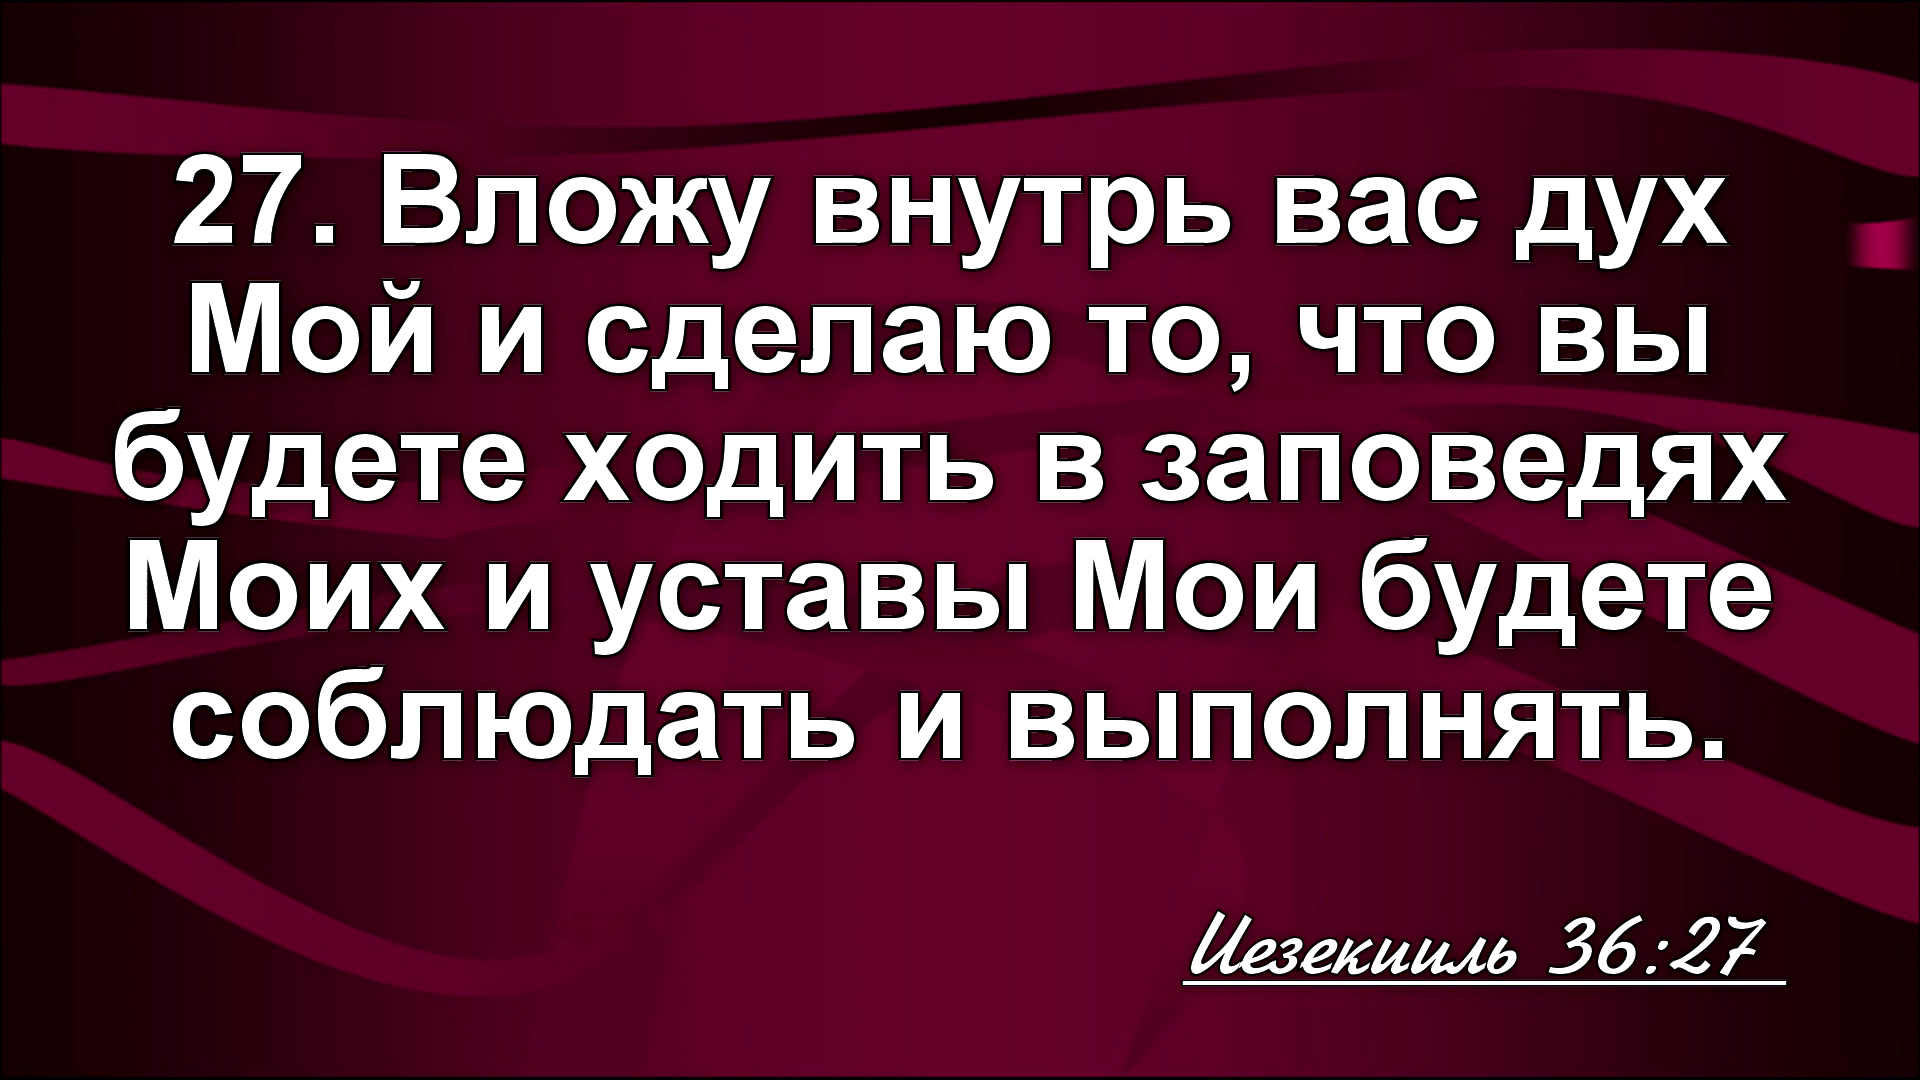 27. Вложу внутрь вас дух
Мой и сделаю то, что вы
будете ходить в заповедях
Моих и уставы Мои будете
соблюдать и выполнять.
Иезекииль 36:27